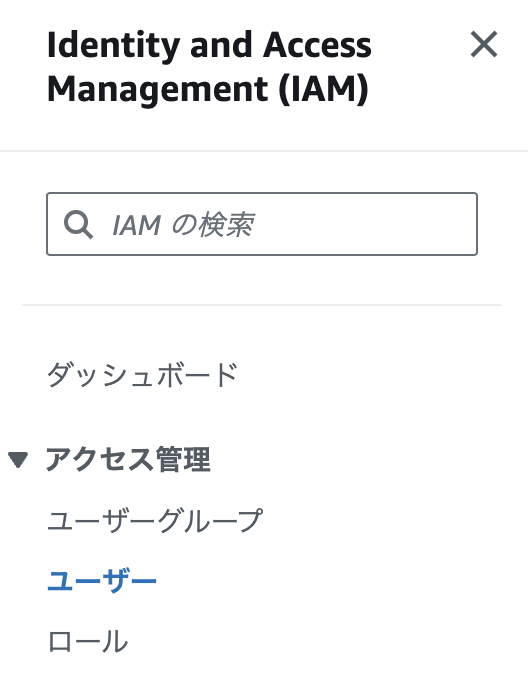 Identity and Access
Management (IAM)
IAM の検索
ダッシュボード
アクセス管理
ユーザーグループ
ユーザー
ロール